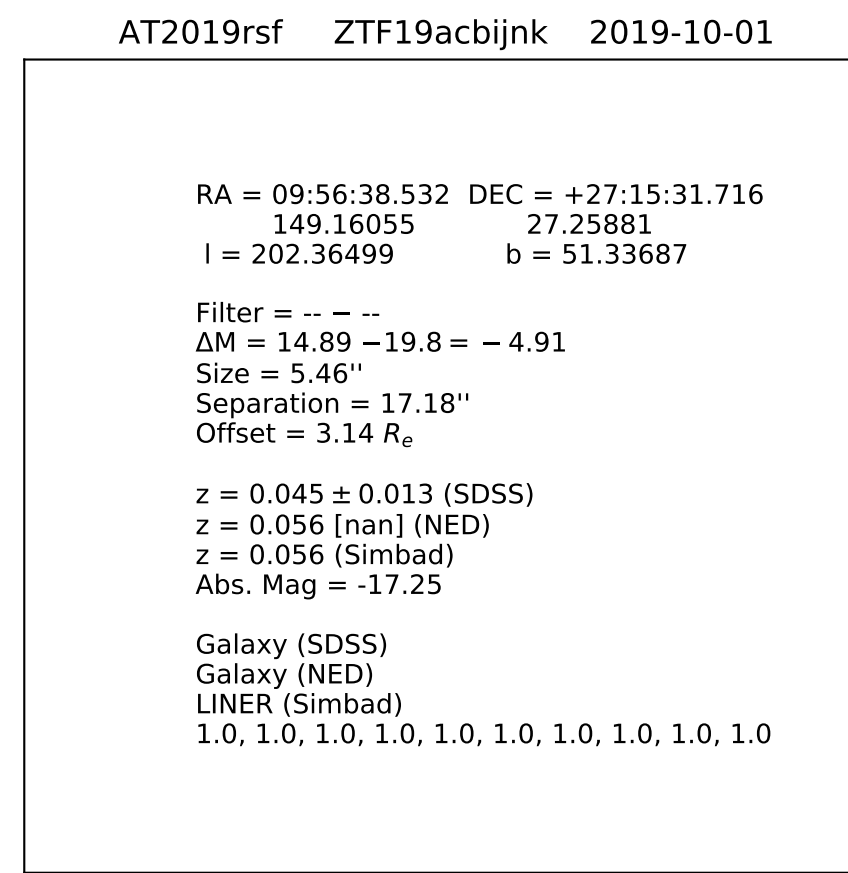 AT2019rsf ZTF19acbijnk 2019-10-01
RA = 09:56:38.532 DEC = +27:15:31.716
149.16055 27.25881
l = 202.36499 b = 51.33687
Filter = -- − --
ΔM = 14.89 −19.8 = − 4.91
Size = 5.46''
Separation = 17.18''
Offset = 3.14 Rₑ
z = 0.045 ± 0.013 (SDSS)
z = 0.056 [nan] (NED)
z = 0.056 (Simbad)
Abs. Mag = -17.25
Galaxy (SDSS)
Galaxy (NED)
LINER (Simbad)
1.0, 1.0, 1.0, 1.0, 1.0, 1.0, 1.0, 1.0, 1.0, 1.0